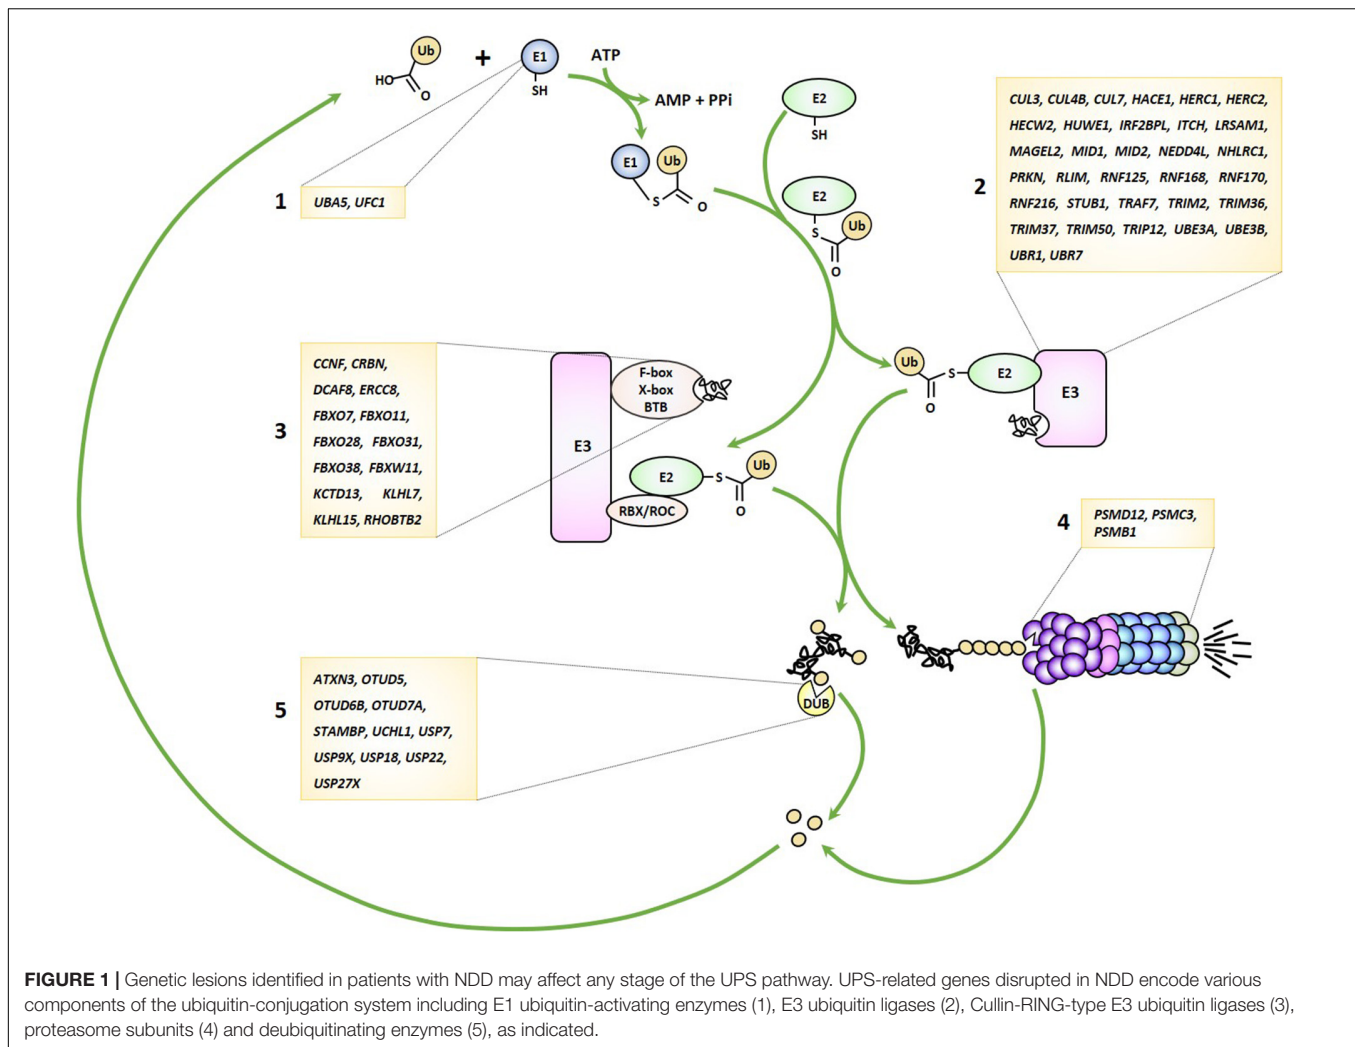 Ub
+
E1
SH
HO
O
ATP
AMP + PPi
E2
SH
E1
Ub
S
O
E2
S
Ub
O
1
UBA5, UFC1
2
CUL3, CUL4B, CUL7, HACE1, HERC1, HERC2,
HECW2, HUWE1, IRF2BPL, ITCH, LRSAM1,
MAGEL2, MID1, MID2, NEDD4L, NHLRC1,
PRKN, RLIM, RNF125, RNF168, RNF170,
RNF216, STUB1, TRAF7, TRIM2, TRIM36,
TRIM37, TRIM50, TRIP12, UBE3A, UBE3B,
UBR1, UBR7
Ub
S
E2
E3
O
3
CCNF, CRBN,
DCAF8, ERCC8,
FBXO7, FBXO11,
FBXO28, FBXO31,
FBXO38, FBXW11,
KCTD13, KLHL7,
KLHL15, RHOBTB2
F-box
X-box
BTB
E3
E2
S
Ub
O
RBX/ROC
4
PSMD12, PSMC3,
PSMB1
5
ATXN3, OTUD5,
OTUD6B, OTUD7A,
STAMBP, UCHL1, USP7,
USP9X, USP18, USP22,
USP27X
DUB
FIGURE 1 | Genetic lesions identified in patients with NDD may affect any stage of the UPS pathway. UPS-related genes disrupted in NDD encode various
components of the ubiquitin-conjugation system including E1 ubiquitin-activating enzymes (1), E3 ubiquitin ligases (2), Cullin-RING-type E3 ubiquitin ligases (3),
proteasome subunits (4) and deubiquitinating enzymes (5), as indicated.